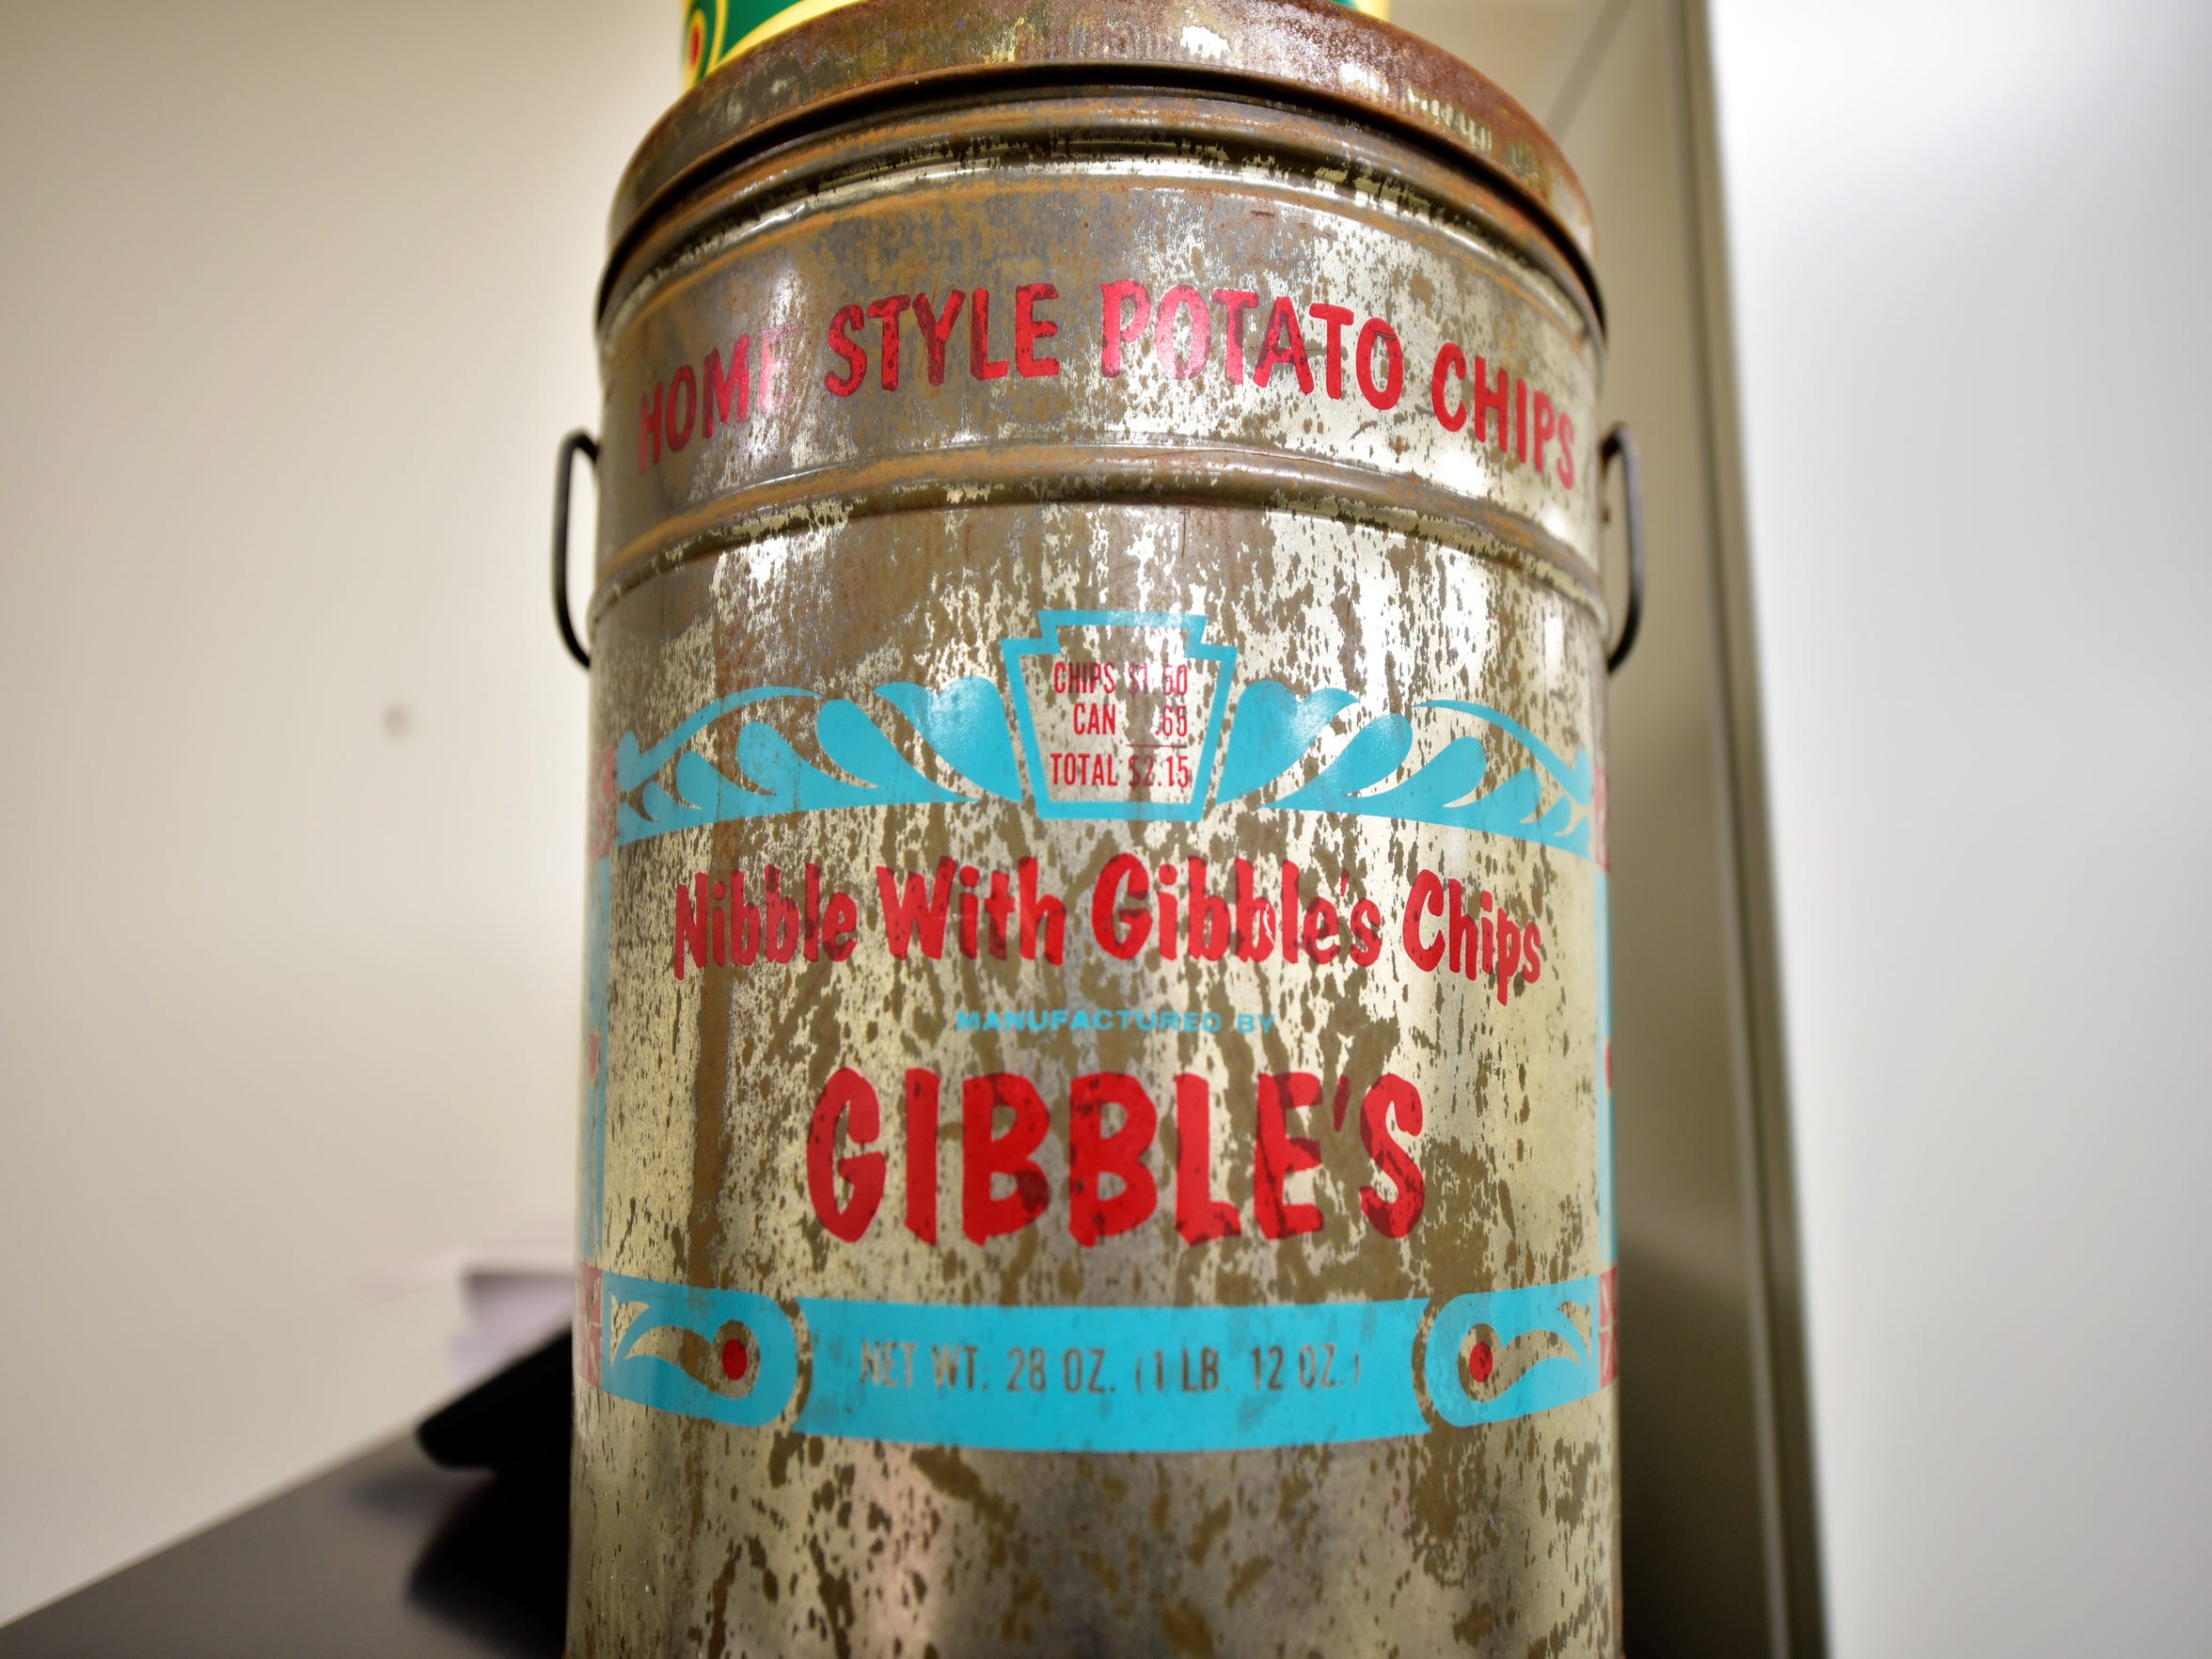 HOME STYLE POTATO CHIPS
CHIPS $1.50
CAN .65
TOTAL $2.15
Nibble With Gibble's Chips
MANUFACTURED BY
GIBBLE'S
NET WT: 28 OZ. (1 LB. 12 OZ.)